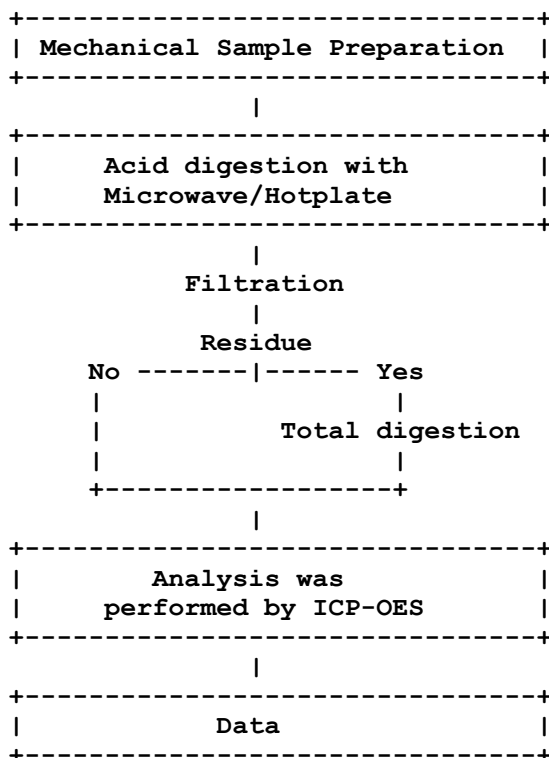 Mechanical Sample Preparation
Acid digestion with
Microwave/Hotplate
Filtration
Residue
No Yes
Total digestion
Analysis was
performed by ICP-OES
Data